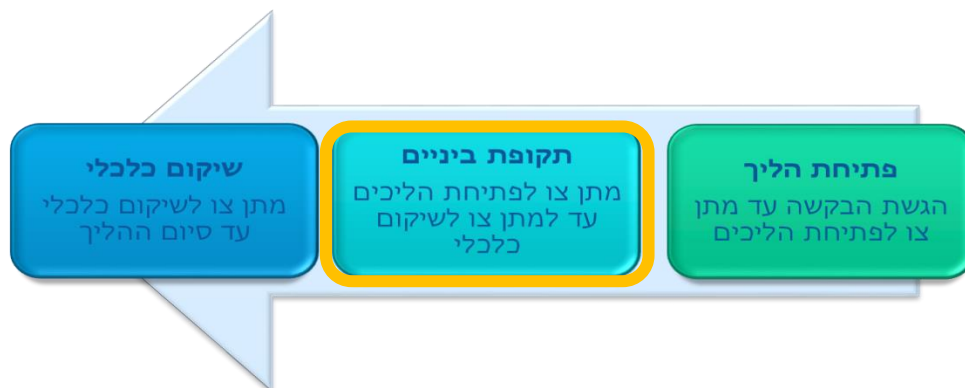 פתיחת הליך
הגשת הבקשה עד מתן
צו לפתיחת הליכים
תקופת ביניים
מתן צו לפתיחת הליכים
עד למתן צו לשיקום
כלכלי
שיקום כלכלי
מתן צו לשיקום כלכלי
עד סיום ההליך